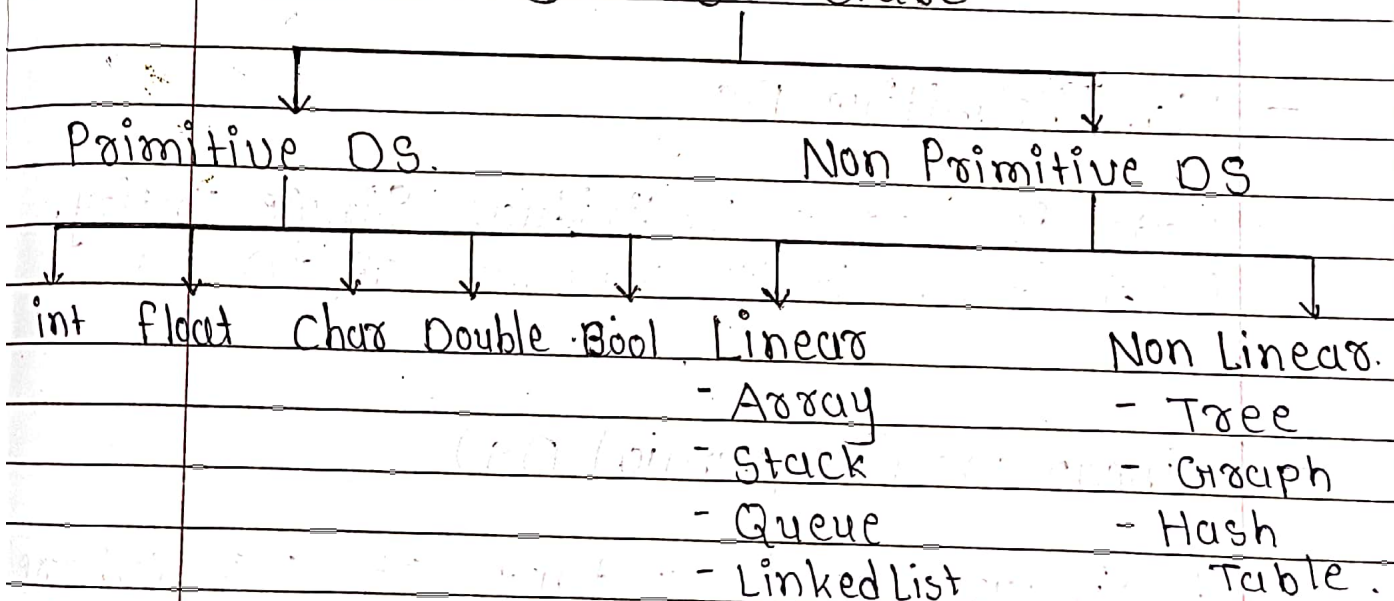 Primitive DS.
Non Primitive DS
int float Char Double Bool Linear Non Linear.
- Array - Tree
- Stack - Graph
- Queue - Hash
- Linked List Table.